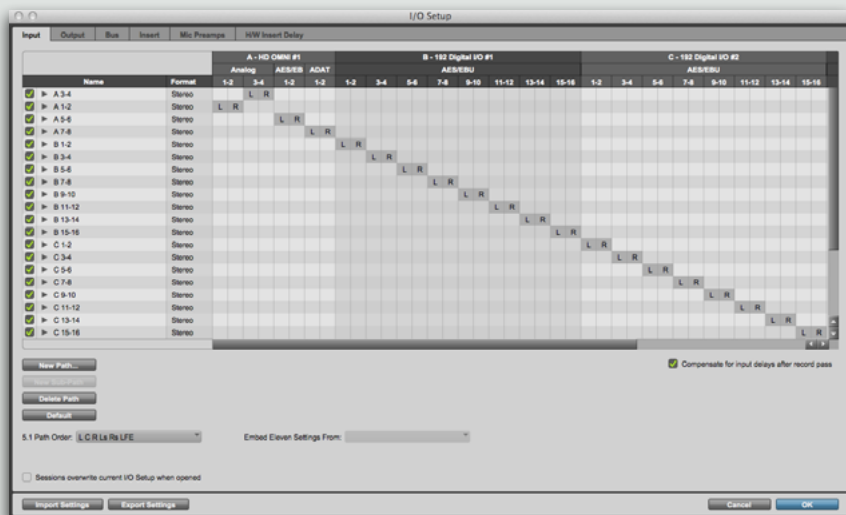 I/O Setup
Input Output Bus Insert Mic Preamps H/W Insert Delay
A - HD OMNI #1 B - 192 Digital I/O #1 C - 192 Digital I/O #2
Analog AES/EB ADAT AES/EBU AES/EBU
Name Format 1-2 3-4 1-2 1-2 1-2 3-4 5-6 7-8 9-10 11-12 13-14 15-16 1-2 3-4 5-6 7-8 9-10 11-12 13-14 15-16
A 3-4 Stereo L R
A 1-2 Stereo L R
A 5-6 Stereo L R
A 7-8 Stereo L R
B 1-2 Stereo L R
B 3-4 Stereo L R
B 5-6 Stereo L R
B 7-8 Stereo L R
B 9-10 Stereo L R
B 11-12 Stereo L R
B 13-14 Stereo L R
B 15-16 Stereo L R
C 1-2 Stereo L R
C 3-4 Stereo L R
C 5-6 Stereo L R
C 7-8 Stereo L R
C 9-10 Stereo L R
C 11-12 Stereo L R
C 13-14 Stereo L R
C 15-16 Stereo L R
New Path... Compensate for input delays after record pass
New Sub-Path
Delete Path
Default
5.1 Path Order: L C R Ls Rs LFE Embed Eleven Settings From:
Sessions overwrite current I/O Setup when opened
Import Settings Export Settings Cancel OK